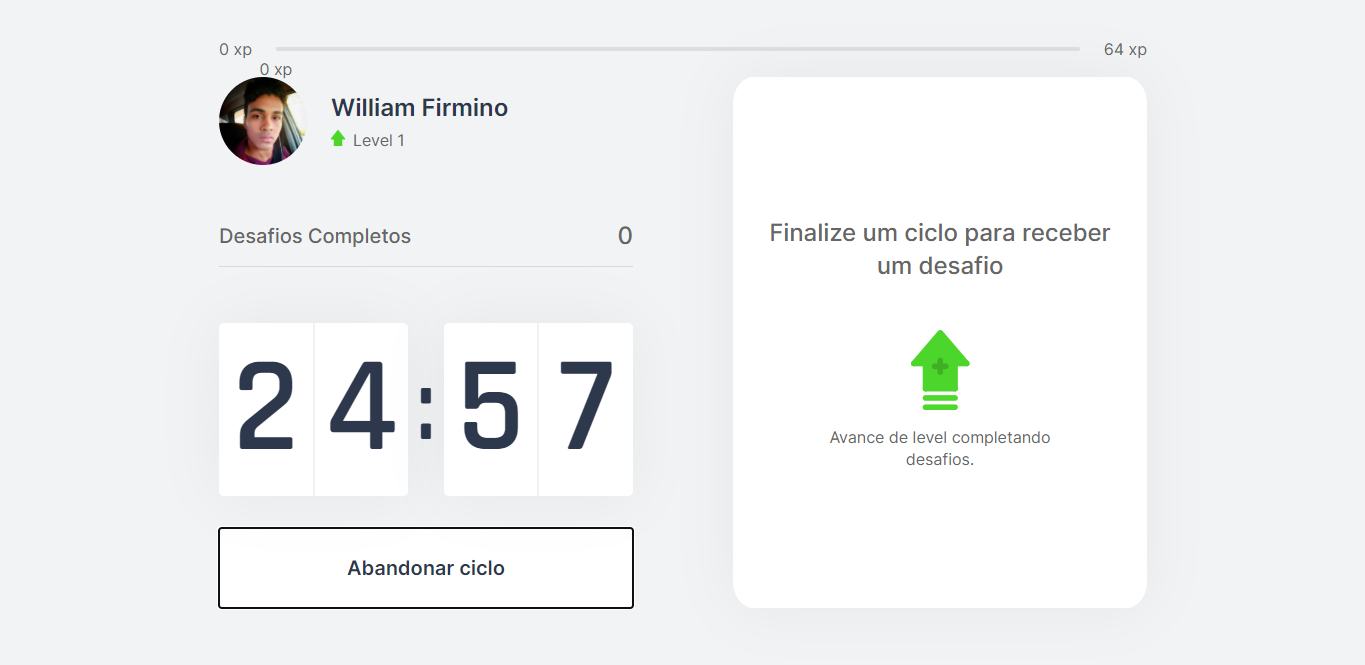 0 xp
64 xp
0 xp
William Firmino
Level 1
Desafios Completos
0
24:57
Abandonar ciclo
Finalize um ciclo para receber
um desafio
Avance de level completando
desafios.